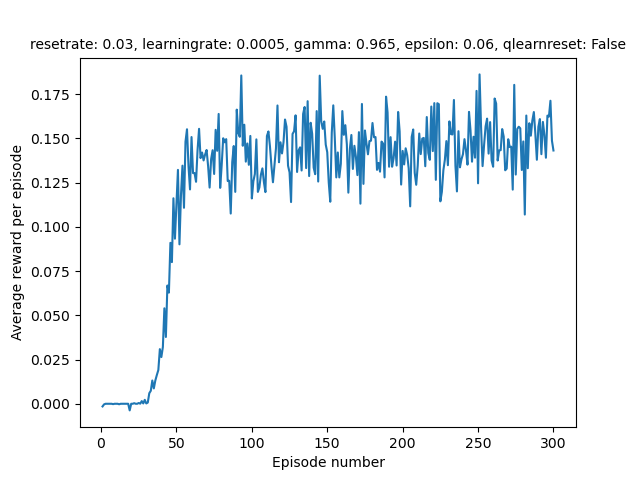 resetrate: 0.03, learningrate: 0.0005, gamma: 0.965, epsilon: 0.06, qlearnreset: False
Average reward per episode
0.175
0.150
0.125
0.100
0.075
0.050
0.025
0.000
0 50 100 150 200 250 300
Episode number